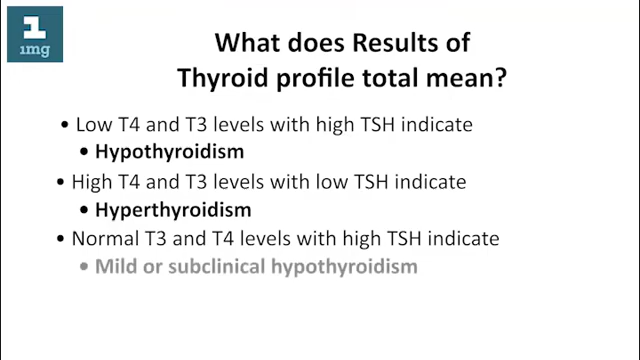 1
1mg
What does Results of
Thyroid profile total mean?
• Low T4 and T3 levels with high TSH indicate
• Hypothyroidism
• High T4 and T3 levels with low TSH indicate
• Hyperthyroidism
• Normal T3 and T4 levels with high TSH indicate
• Mild or subclinical hypothyroidism